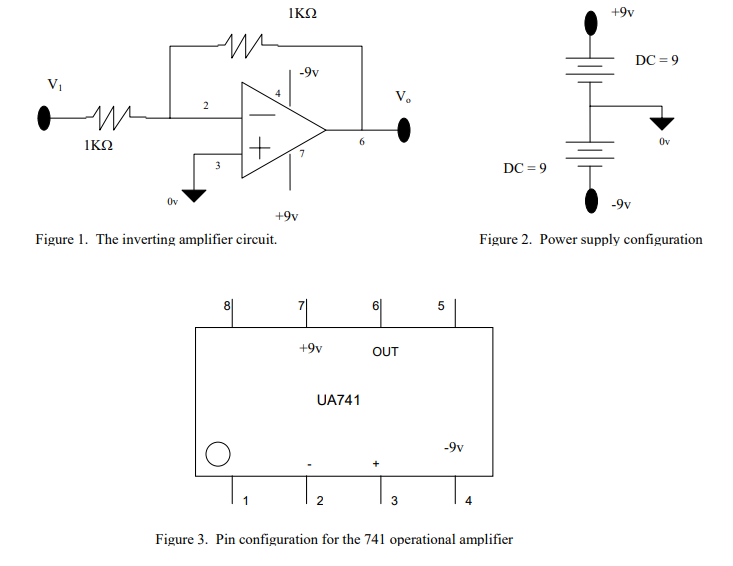 1KΩ
+9v
DC = 9
-9v
V1
4
Vo
2
1KΩ
+
7
6
0v
3
DC = 9
0v
-9v
+9v
Figure 1.  The inverting amplifier circuit.
Figure 2.  Power supply configuration
8 7 6 5
+9v
OUT
UA741
-9v
- +
1 2 3 4
Figure 3.  Pin configuration for the 741 operational amplifier